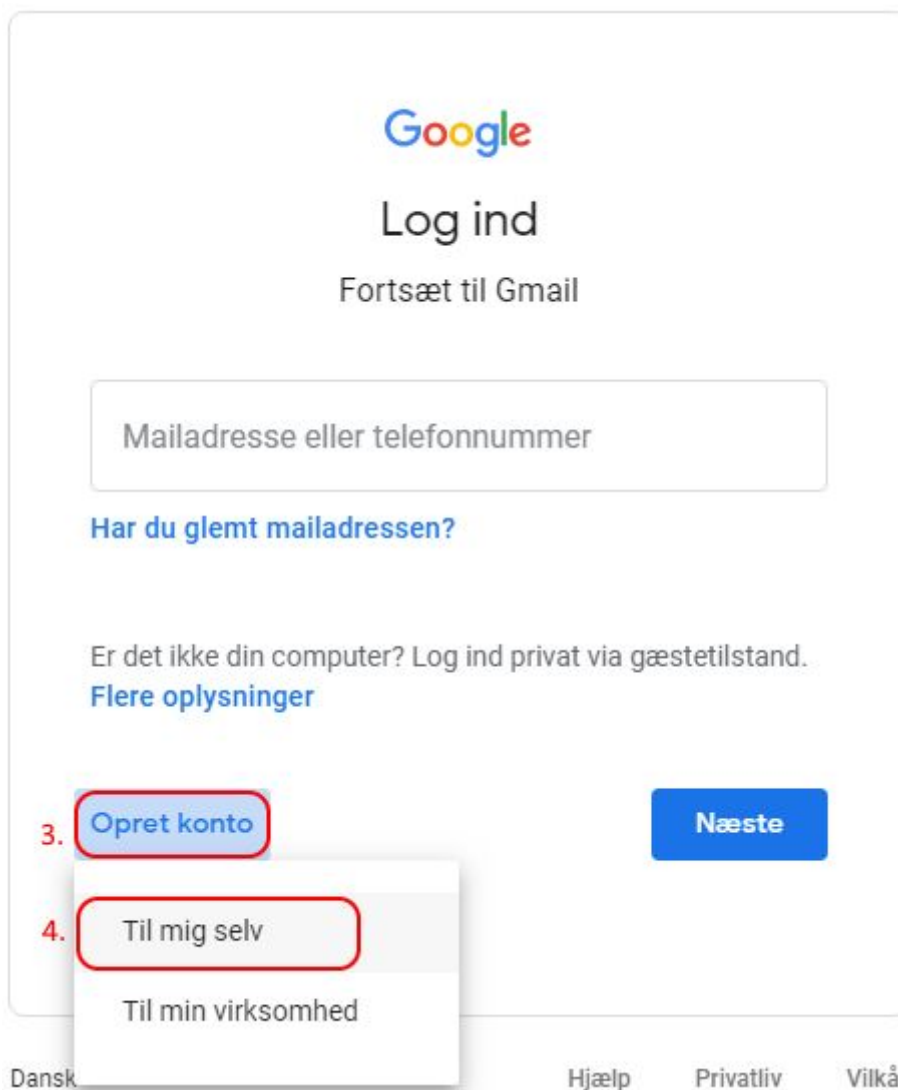 Google
Log ind
Fortsæt til Gmail
Mailadresse eller telefonnummer
Har du glemt mailadressen?
Er det ikke din computer? Log ind privat via gæstetilstand.
Flere oplysninger
3. Opret konto Næste
4. Til mig selv
Til min virksomhed
Dansk Hjælp Privatliv Vilkå